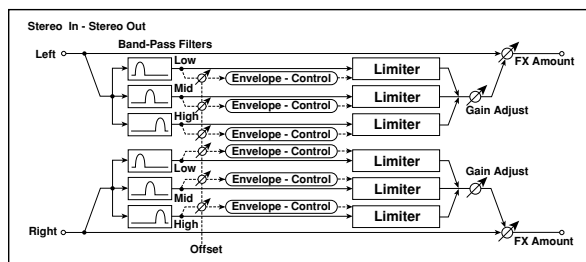 Stereo In - Stereo Out
Left
Band-Pass Filters
FX Amount
Low
Limiter
Envelope - Control
Mid
Limiter
Envelope - Control
Gain Adjust
High
Limiter
Envelope - Control
Envelope - Control
Limiter
Gain Adjust
Low
Envelope - Control
Limiter
Mid
Envelope - Control
Limiter
High
Right
FX Amount
Offset